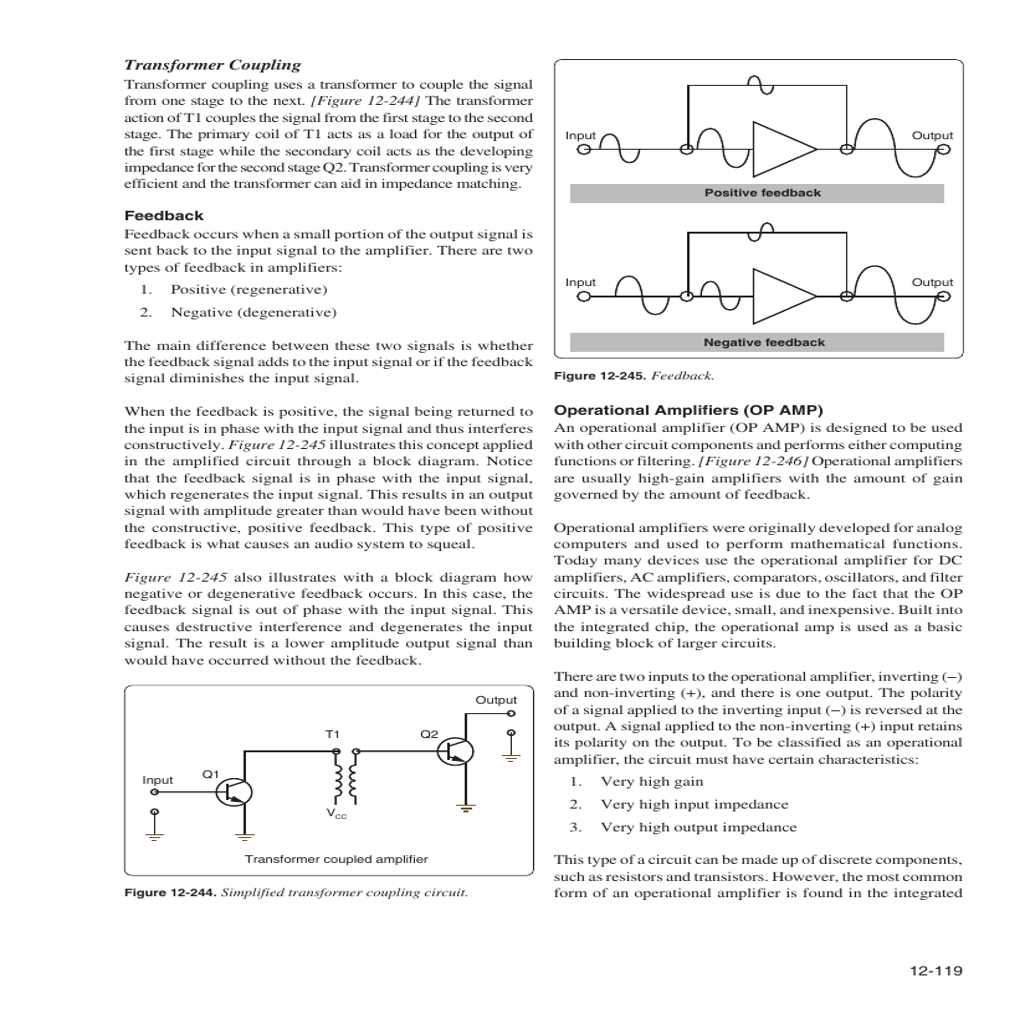 Transformer Coupling
Transformer coupling uses a transformer to couple the signal
from one stage to the next. [Figure 12-244] The transformer
action of T1 couples the signal from the first stage to the second
stage. The primary coil of T1 acts as a load for the output of
the first stage while the secondary coil acts as the developing
impedance for the second stage Q2. Transformer coupling is very
efficient and the transformer can aid in impedance matching.
Feedback
Feedback occurs when a small portion of the output signal is
sent back to the input signal to the amplifier. There are two
types of feedback in amplifiers:
1. Positive (regenerative)
2. Negative (degenerative)
The main difference between these two signals is whether
the feedback signal adds to the input signal or if the feedback
signal diminishes the input signal.
When the feedback is positive, the signal being returned to
the input is in phase with the input signal and thus interferes
constructively. Figure 12-245 illustrates this concept applied
in the amplified circuit through a block diagram. Notice
that the feedback signal is in phase with the input signal,
which regenerates the input signal. This results in an output
signal with amplitude greater than would have been without
the constructive, positive feedback. This type of positive
feedback is what causes an audio system to squeal.
Figure 12-245 also illustrates with a block diagram how
negative or degenerative feedback occurs. In this case, the
feedback signal is out of phase with the input signal. This
causes destructive interference and degenerates the input
signal. The result is a lower amplitude output signal than
would have occurred without the feedback.
Output
T1
Q2
Q1
Input
VCC
Transformer coupled amplifier
Figure 12-244. Simplified transformer coupling circuit.
Input
Output
Positive feedback
Input
Output
Negative feedback
Figure 12-245. Feedback.
Operational Amplifiers (OP AMP)
An operational amplifier (OP AMP) is designed to be used
with other circuit components and performs either computing
functions or filtering. [Figure 12-246] Operational amplifiers
are usually high-gain amplifiers with the amount of gain
governed by the amount of feedback.
Operational amplifiers were originally developed for analog
computers and used to perform mathematical functions.
Today many devices use the operational amplifier for DC
amplifiers, AC amplifiers, comparators, oscillators, and filter
circuits. The widespread use is due to the fact that the OP
AMP is a versatile device, small, and inexpensive. Built into
the integrated chip, the operational amp is used as a basic
building block of larger circuits.
There are two inputs to the operational amplifier, inverting (−)
and non-inverting (+), and there is one output. The polarity
of a signal applied to the inverting input (−) is reversed at the
output. A signal applied to the non-inverting (+) input retains
its polarity on the output. To be classified as an operational
amplifier, the circuit must have certain characteristics:
1. Very high gain
2. Very high input impedance
3. Very high output impedance
This type of a circuit can be made up of discrete components,
such as resistors and transistors. However, the most common
form of an operational amplifier is found in the integrated
12-119